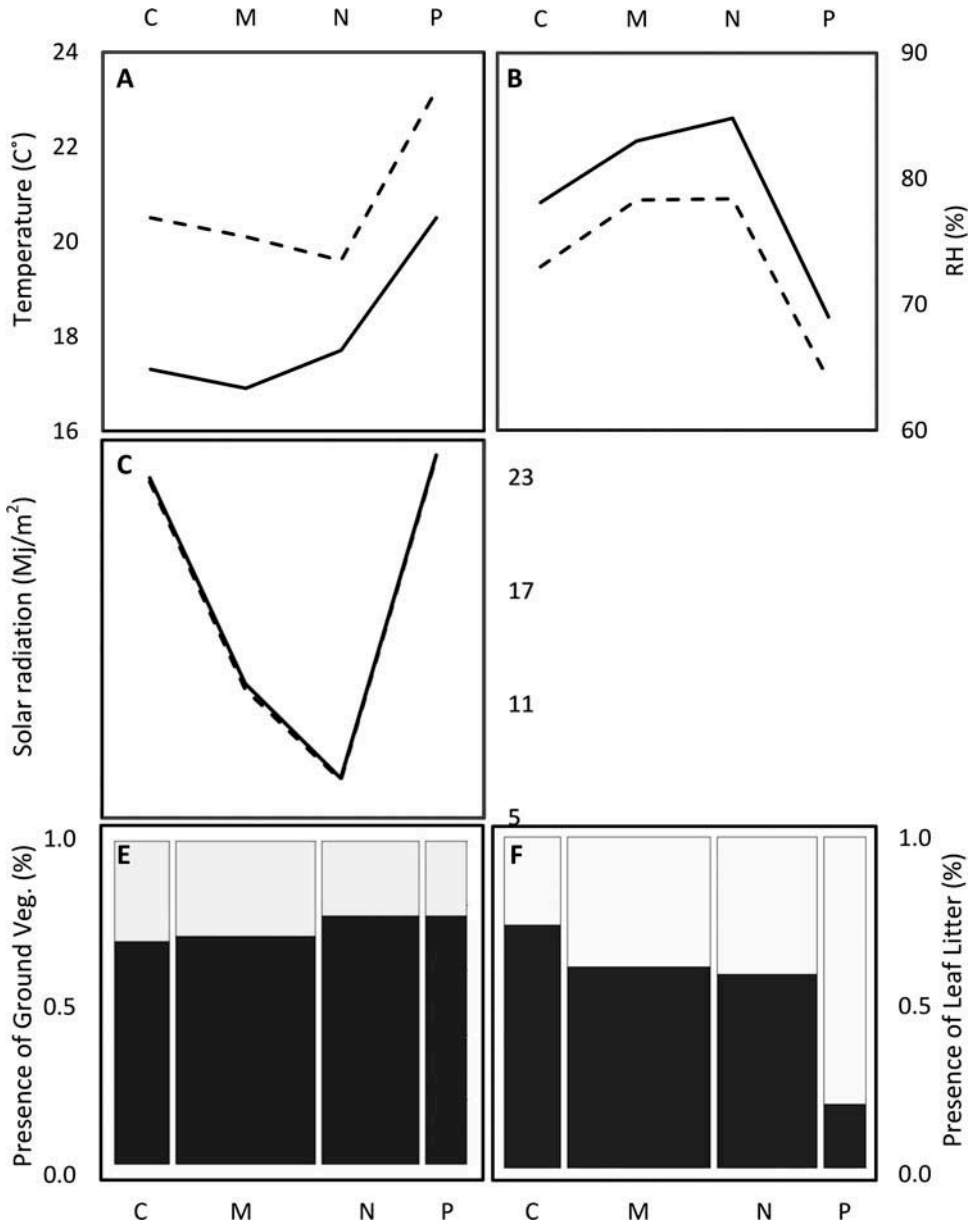 C M N P
A
24
22
20
18
16
Temperature (C˚)
B
90
80
70
60
RH (%)
C
23
17
11
5
Solar radiation (Mj/m²)
E
1.0
0.5
0.0
Presence of Ground Veg. (%)
F
1.0
0.5
0.0
Presence of Leaf Litter (%)
C M N P
C M N P